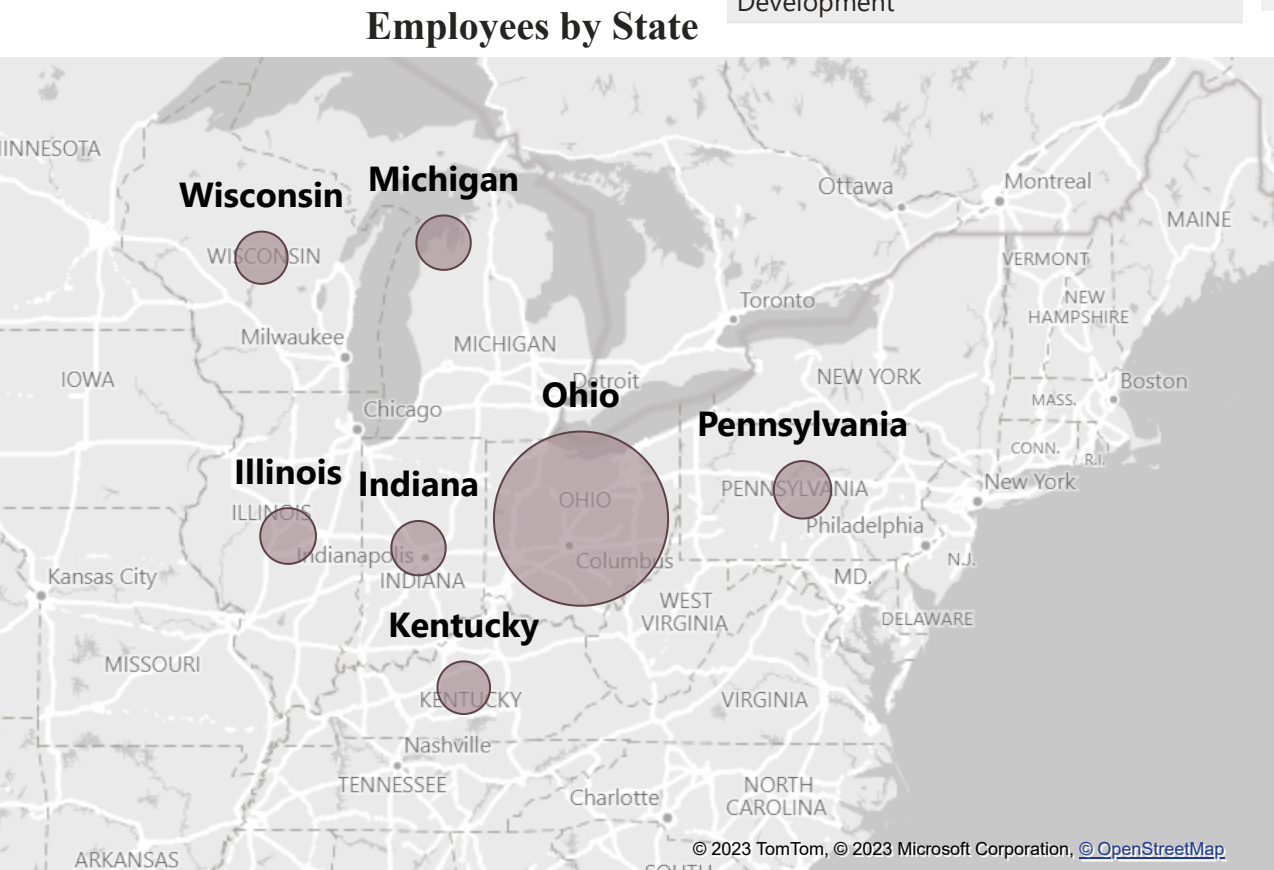 Development
Employees by State
INNESOTA
Wisconsin
Michigan
Ottawa
Montreal
MAINE
WISCONSIN
VERMONT
NEW
HAMPSHIRE
Toronto
Milwaukee
MICHIGAN
IOWA
Detroit
NEW YORK
Boston
MASS.
Chicago
Ohio
Pennsylvania
CONN.
R.I.
Illinois
Indiana
OHIO
PENNSYLVANIA
New York
ILLINOIS
Philadelphia
Indianapolis
Columbus
N.J.
Kansas City
INDIANA
MD.
WEST
VIRGINIA
DELAWARE
Kentucky
MISSOURI
KENTUCKY
VIRGINIA
Nashville
TENNESSEE
Charlotte
NORTH
CAROLINA
ARKANSAS
© 2023 TomTom, © 2023 Microsoft Corporation, © OpenStreetMap
SOUTH